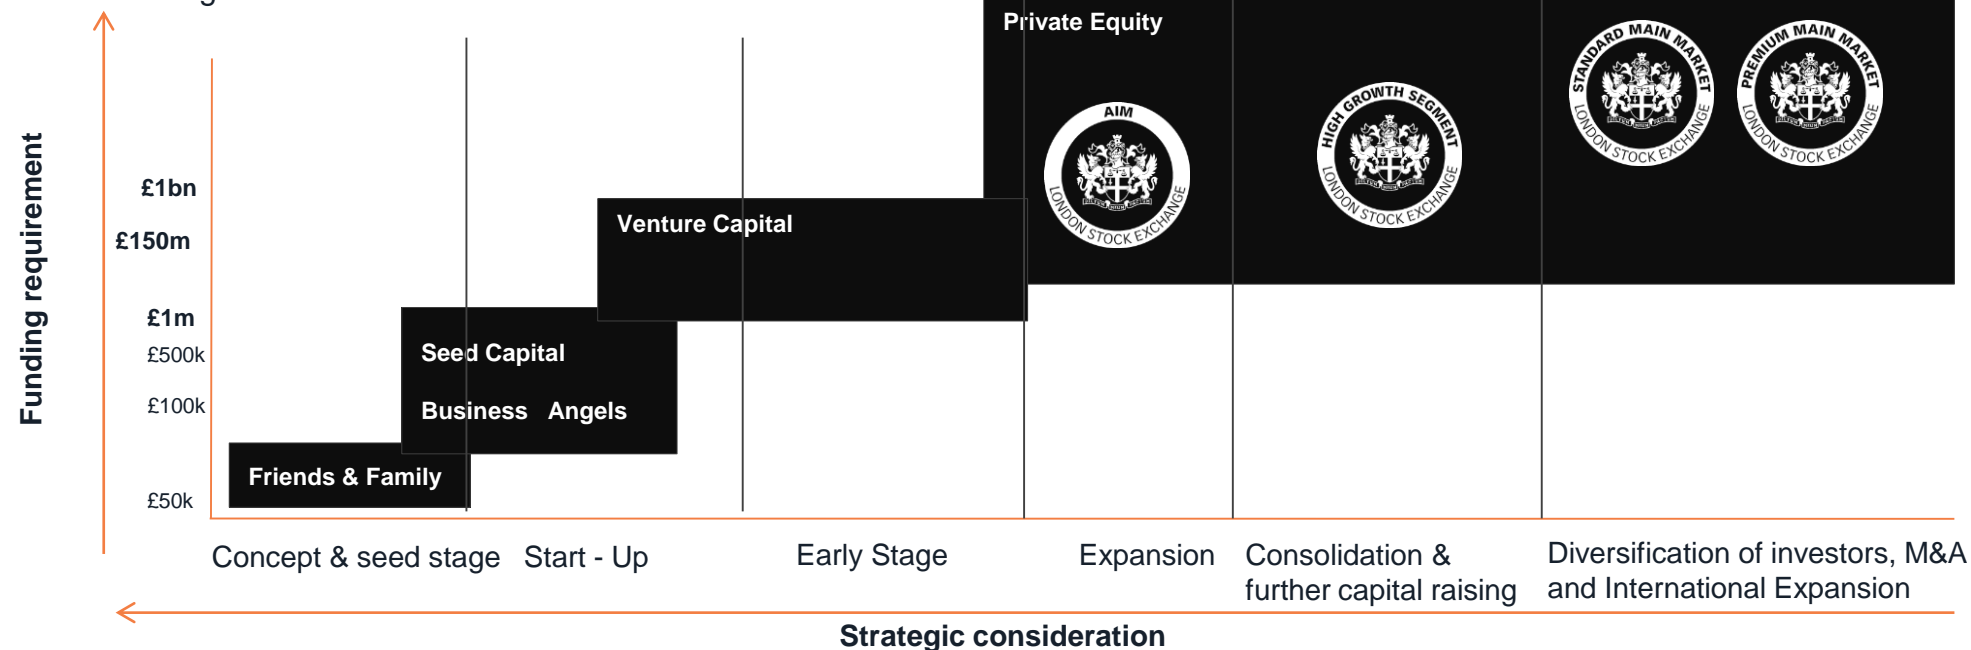 Private Equity
STANDARD MAIN MARKET
LONDON STOCK EXCHANGE
PREMIUM MAIN MARKET
LONDON STOCK EXCHANGE
HIGH GROWTH SEGMENT
LONDON STOCK EXCHANGE
AIM
LONDON STOCK EXCHANGE
Funding requirement
£1bn
Venture Capital
£150m
£1m
£500k
Seed Capital
£100k
Business Angels
Friends & Family
£50k
Concept & seed stage
Start - Up
Early Stage
Expansion
Consolidation &
further capital raising
Diversification of investors, M&A
and International Expansion
Strategic consideration